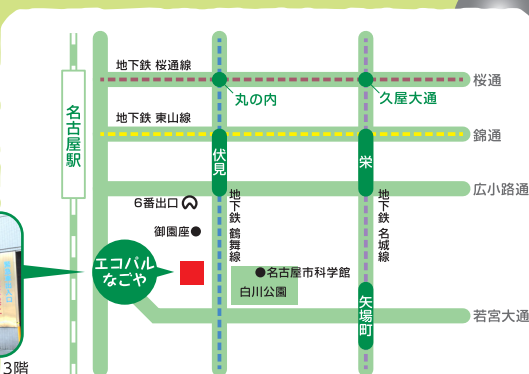 地下鉄 桜通線
桜通
丸の内
久屋大通
名古屋駅
地下鉄 東山線
錦通
伏見
栄
広小路通
6番出口
地下鉄 鶴舞線
地下鉄 名城線
御園座
エコパル
なごや
名古屋市科学館
白川公園
矢場町
若宮大通
3階